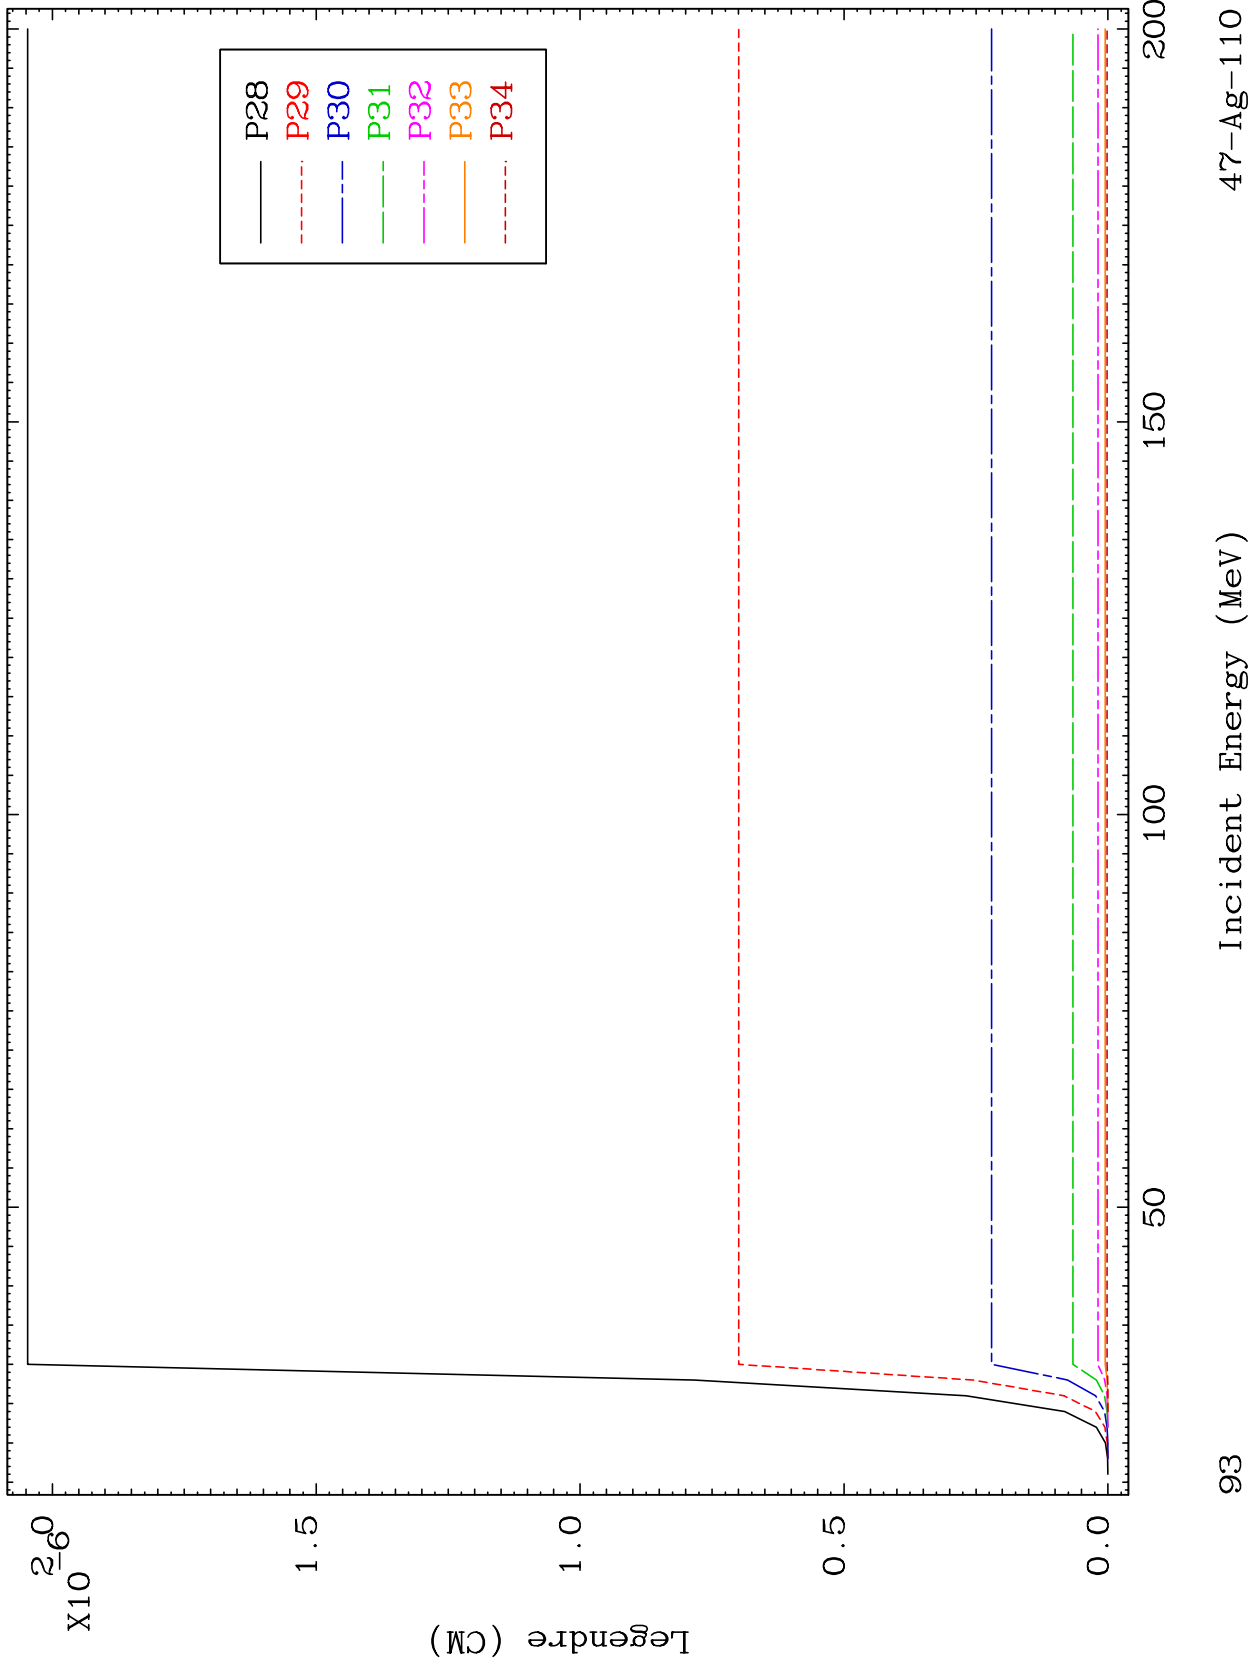 X10
-6
2.0
1.5
1.0
0.5
0.0
Legendre (CM)
P28
P29
P30
P31
P32
P33
P34
50
100
150
200
Incident Energy (MeV)
93
47-Ag-110